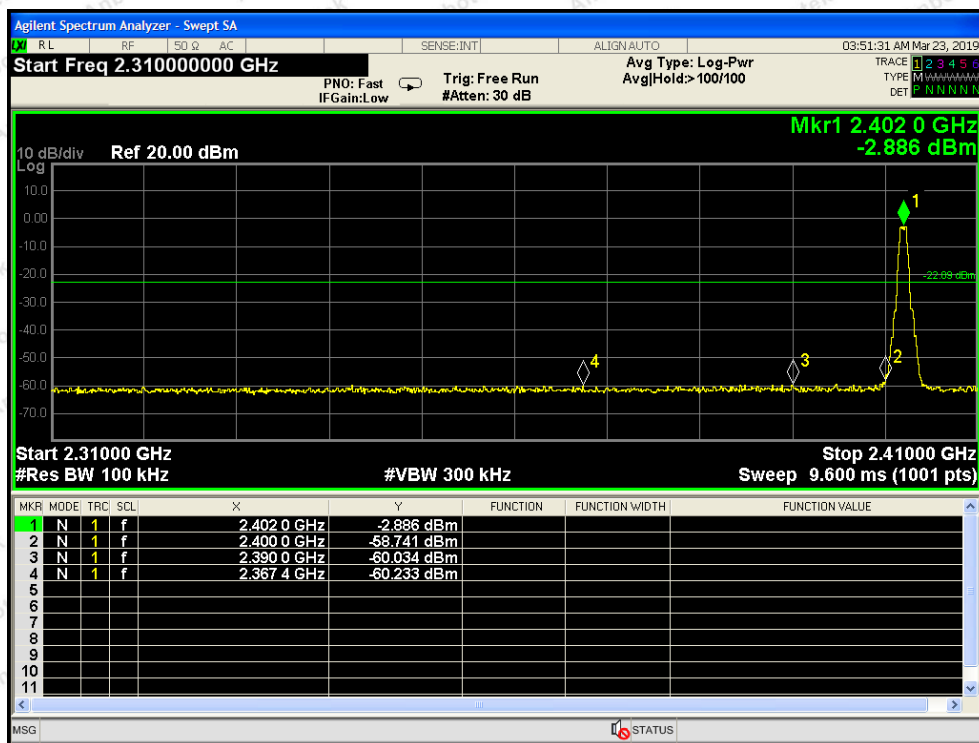 Agilent Spectrum Analyzer - Swept SA
LXI RL RF 50 Ω AC SENSE:INT ALIGN AUTO 03:51:31 AM Mar 23, 2019
Start Freq 2.310000000 GHz
PNO: Fast
IFGain:Low
Trig: Free Run
#Atten: 30 dB
Avg Type: Log-Pwr
Avg|Hold:>100/100
TRACE 1 2 3 4 5 6
TYPE M
DET P N N N N N
Mkr1 2.402 0 GHz
-2.886 dBm
10 dB/div Ref 20.00 dBm
Log
10.0
0.00
-10.0
-20.0
-30.0
-40.0
-50.0
-60.0
-70.0
1
-22.89 dBm
4
3
2
Start 2.31000 GHz Stop 2.41000 GHz
#Res BW 100 kHz #VBW 300 kHz Sweep 9.600 ms (1001 pts)
MKR MODE TRC SCL X Y FUNCTION FUNCTION WIDTH FUNCTION VALUE
1 N 1 f 2.402 0 GHz -2.886 dBm
2 N 1 f 2.400 0 GHz -58.741 dBm
3 N 1 f 2.390 0 GHz -60.034 dBm
4 N 1 f 2.367 4 GHz -60.233 dBm
5
6
7
8
9
10
11
MSG STATUS